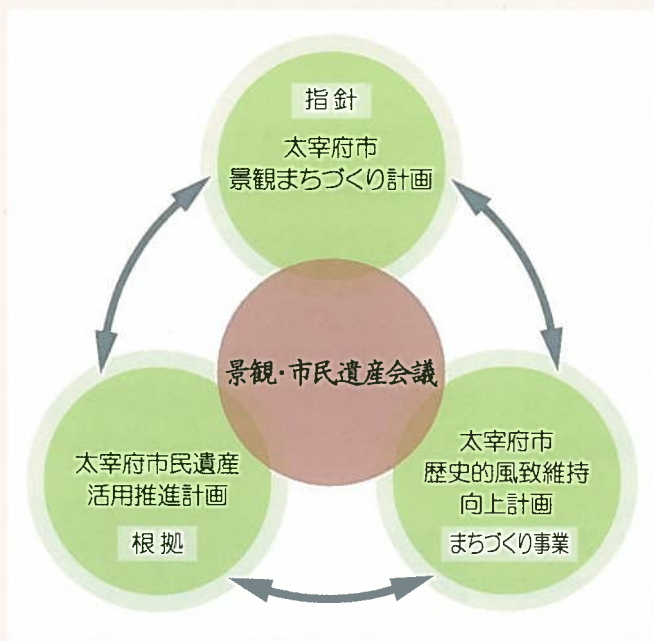 指針
太宰府市
景観まちづくり計画
景観・市民遺産会議
太宰府市民遺産
活用推進計画
根拠
太宰府市
歴史的風致維持
向上計画
まちづくり事業